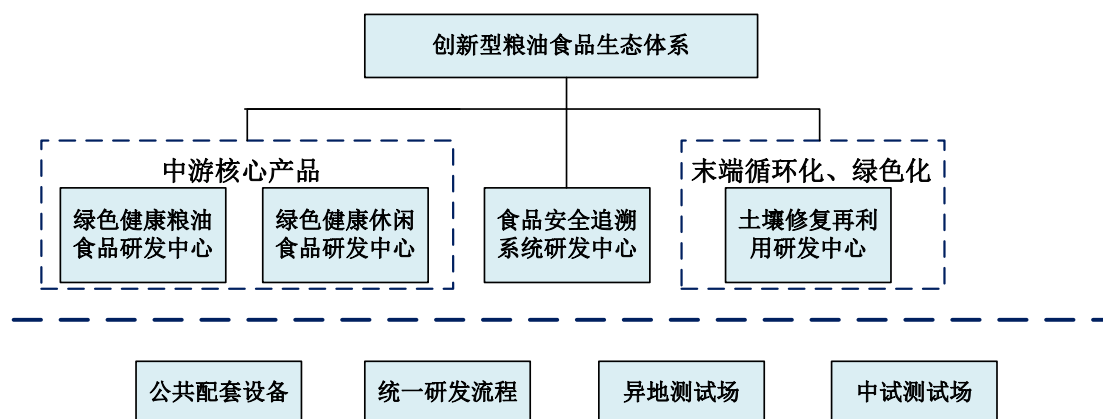 创新型粮油食品生态体系
中游核心产品
末端循环化、绿色化
绿色健康粮油
食品研发中心
绿色健康休闲
食品研发中心
食品安全追溯
系统研发中心
土壤修复再利
用研发中心
公共配套设备
统一研发流程
异地测试场
中试测试场